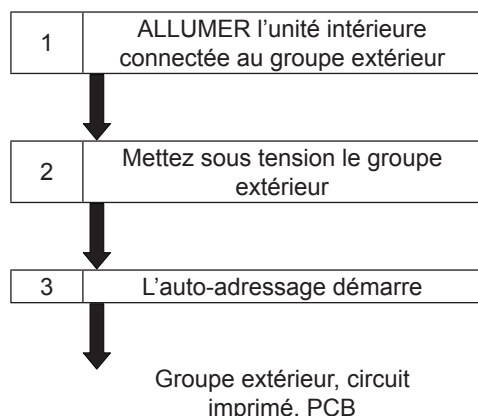 1
ALLUMER l’unité intérieure
connectée au groupe extérieur
2
Mettez sous tension le groupe
extérieur
3
L’auto-adressage démarre
Groupe extérieur, circuit
imprimé, PCB